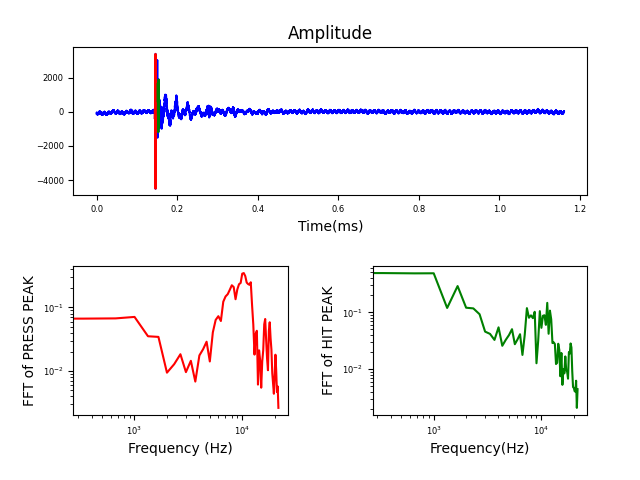 Amplitude
2000
0
−2000
−4000
0.0 0.2 0.4 0.6 0.8 1.0 1.2
Time(ms)
FFT of PRESS PEAK
10⁻¹
10⁻²
10³ 10⁴
Frequency (Hz)
FFT of HIT PEAK
10⁻¹
10⁻²
10³ 10⁴
Frequency(Hz)